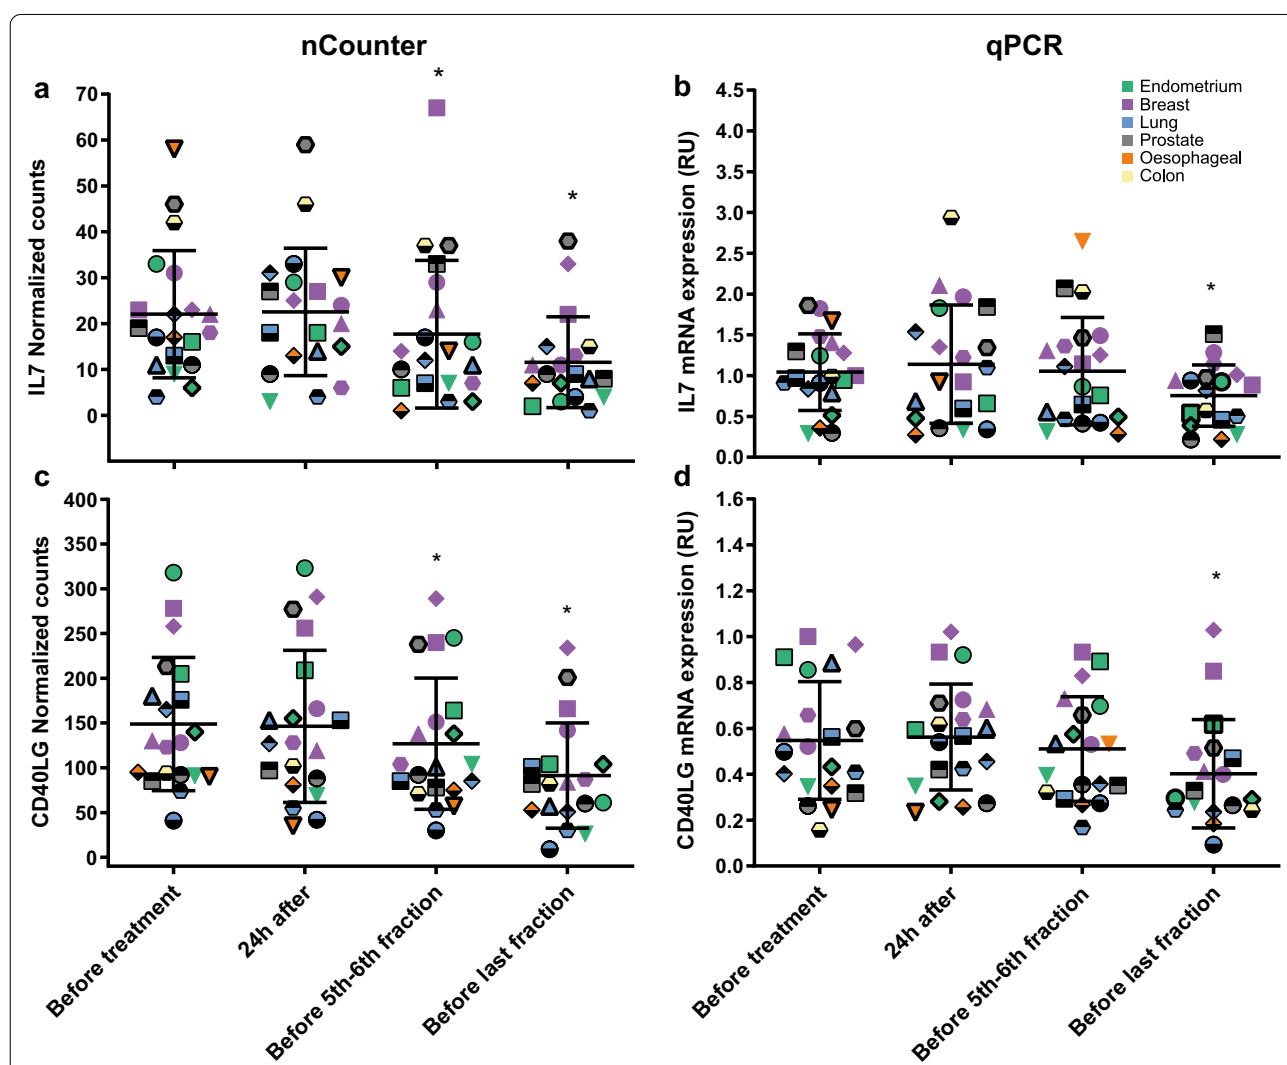 nCounter
qPCR
a
IL7 Normalized counts
70
60
50
40
30
20
10
0
*
*
b
IL7 mRNA expression (RU)
4.5
4.0
3.5
3.0
2.5
2.0
1.5
1.0
0.5
0.0
Endometrium
Breast
Lung
Prostate
Oesophageal
Colon
*
c
CD40LG Normalized counts
400
350
300
250
200
150
100
50
0
*
*
Before treatment
24h after
Before 5th-6th fraction
Before last fraction
d
CD40LG mRNA expression (RU)
1.6
1.4
1.2
1.0
0.8
0.6
0.4
0.2
0.0
*
Before treatment
24h after
Before 5th-6th fraction
Before last fraction